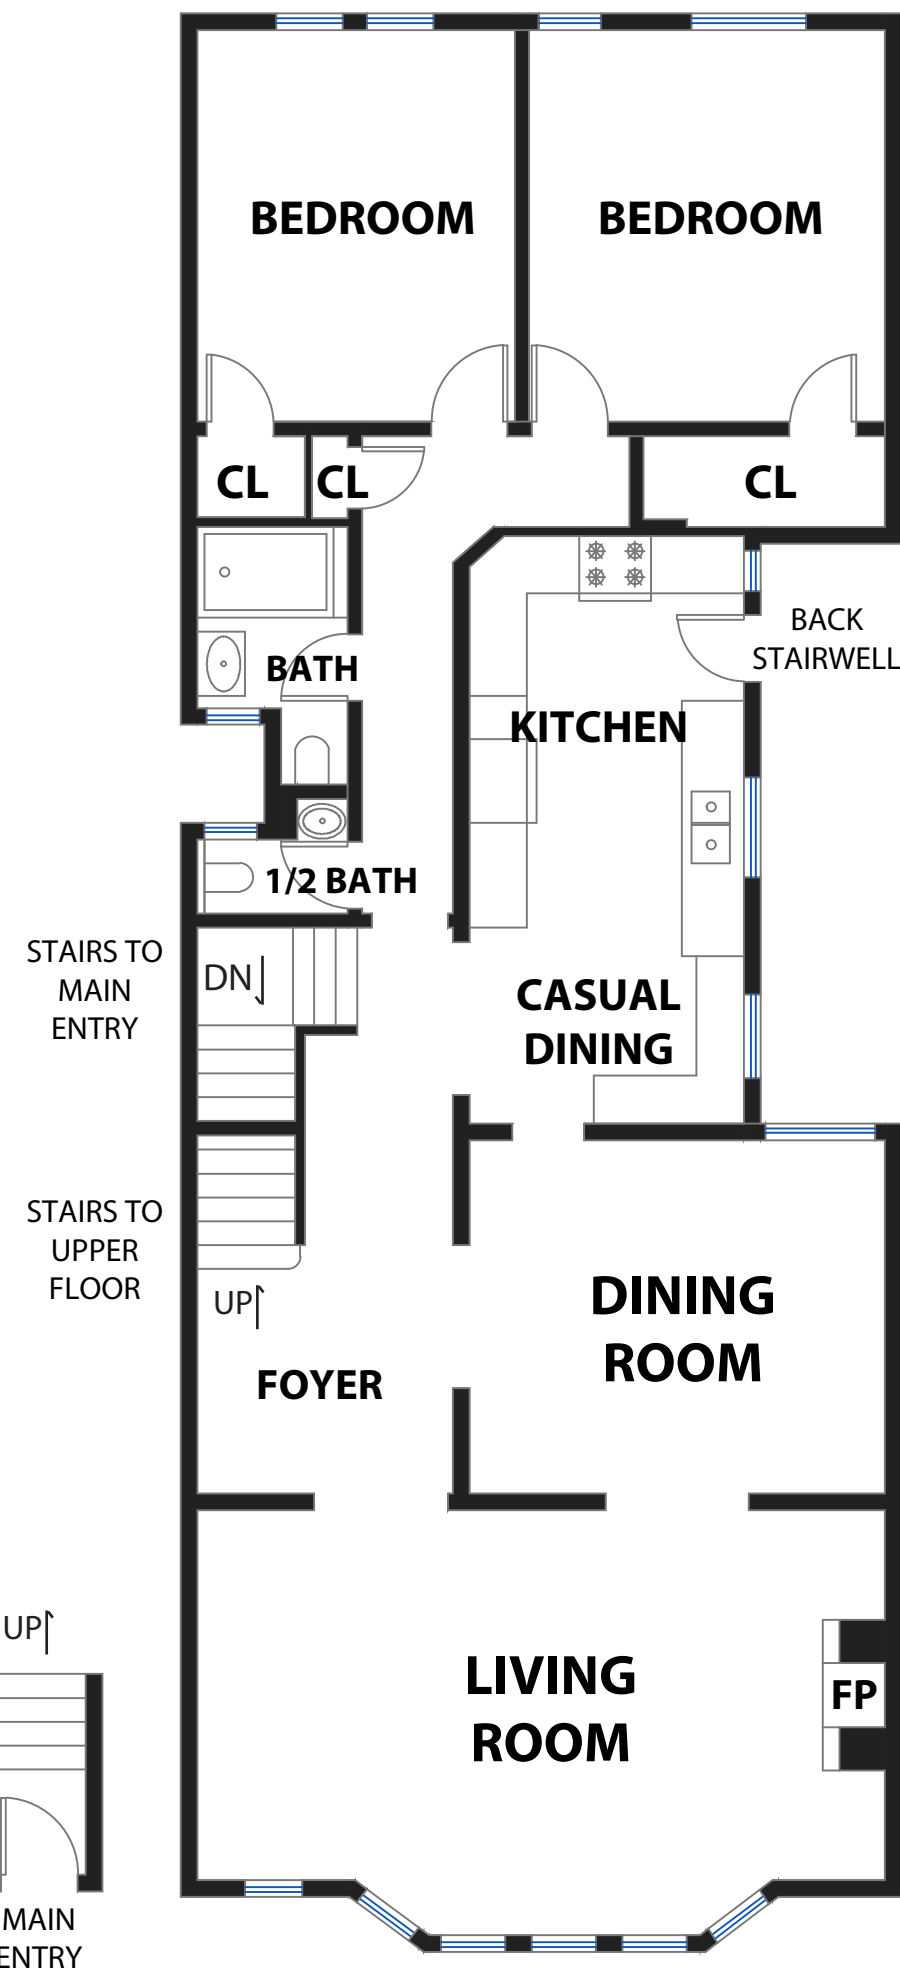 BEDROOM
BEDROOM
CL
CL
CL
BACK
STAIRWELL
BATH
KITCHEN
1/2 BATH
STAIRS TO
MAIN
ENTRY
DN
CASUAL
DINING
STAIRS TO
UPPER
FLOOR
UP
DINING
ROOM
FOYER
UP
LIVING
ROOM
FP
MAIN
ENTRY